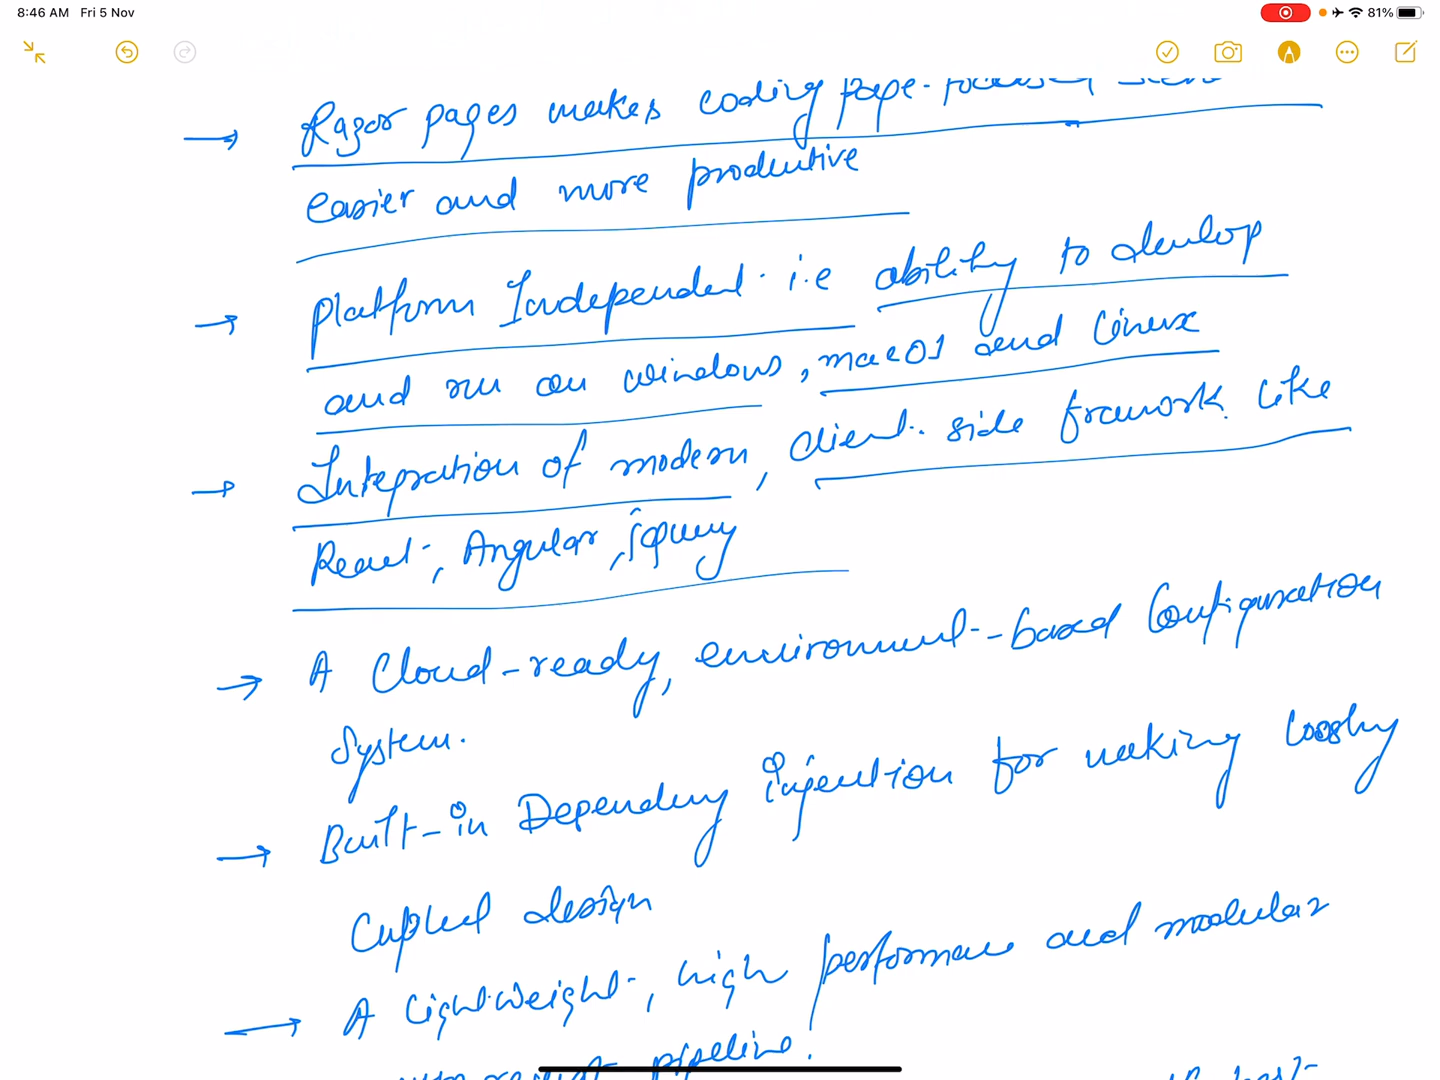 8:46 AM Fri 5 Nov
81%
→ Razor pages makes coding page-focused
easier and more productive
→ Platform Independent i.e ability to develop
and run on windows, macOS and Linux
→ Integration of modern, client-side framework like
React, Angular, jquery
→ A Cloud-ready, environment-based Configuration
System.
→ Built-in Dependency injection for making loosly
Cupled design
→ A lightweight, high performance and modular
pipeline.